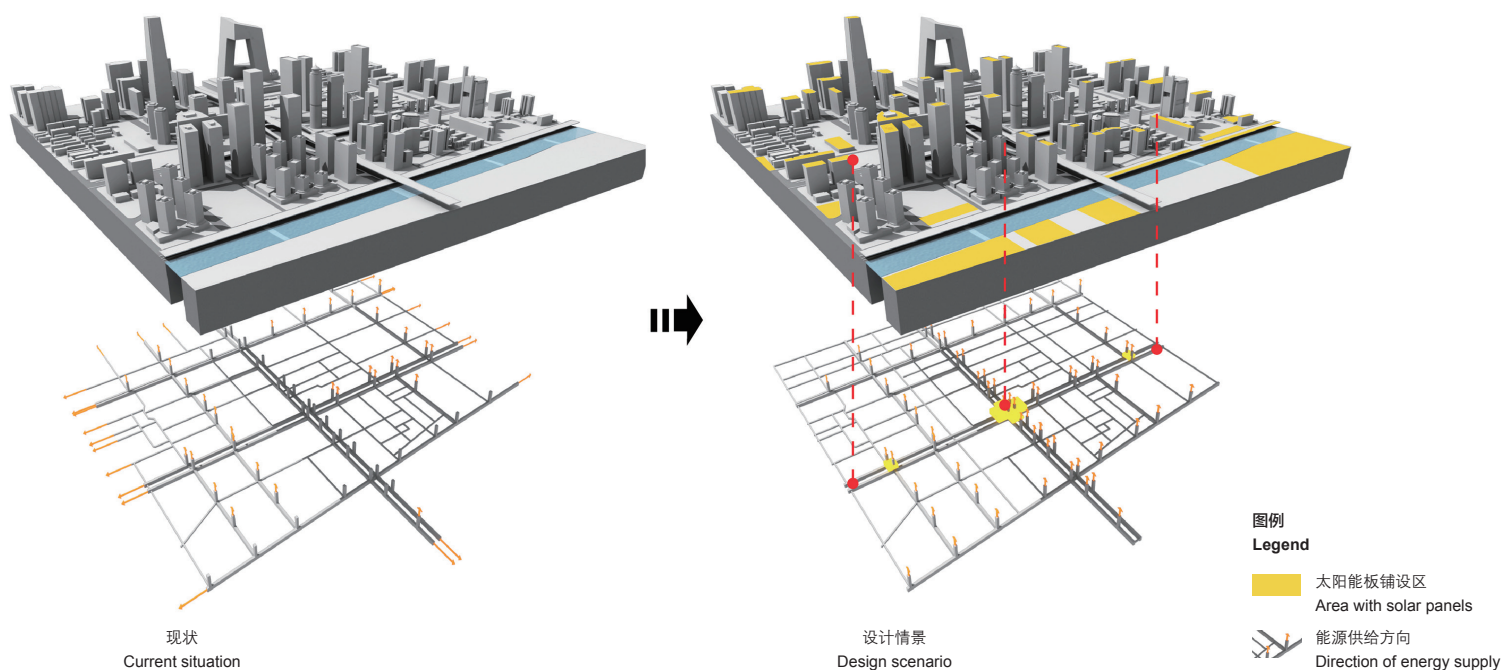 现状
Current situation
设计情景
Design scenario
图例
Legend
太阳能板铺设区
Area with solar panels
能源供给方向
Direction of energy supply